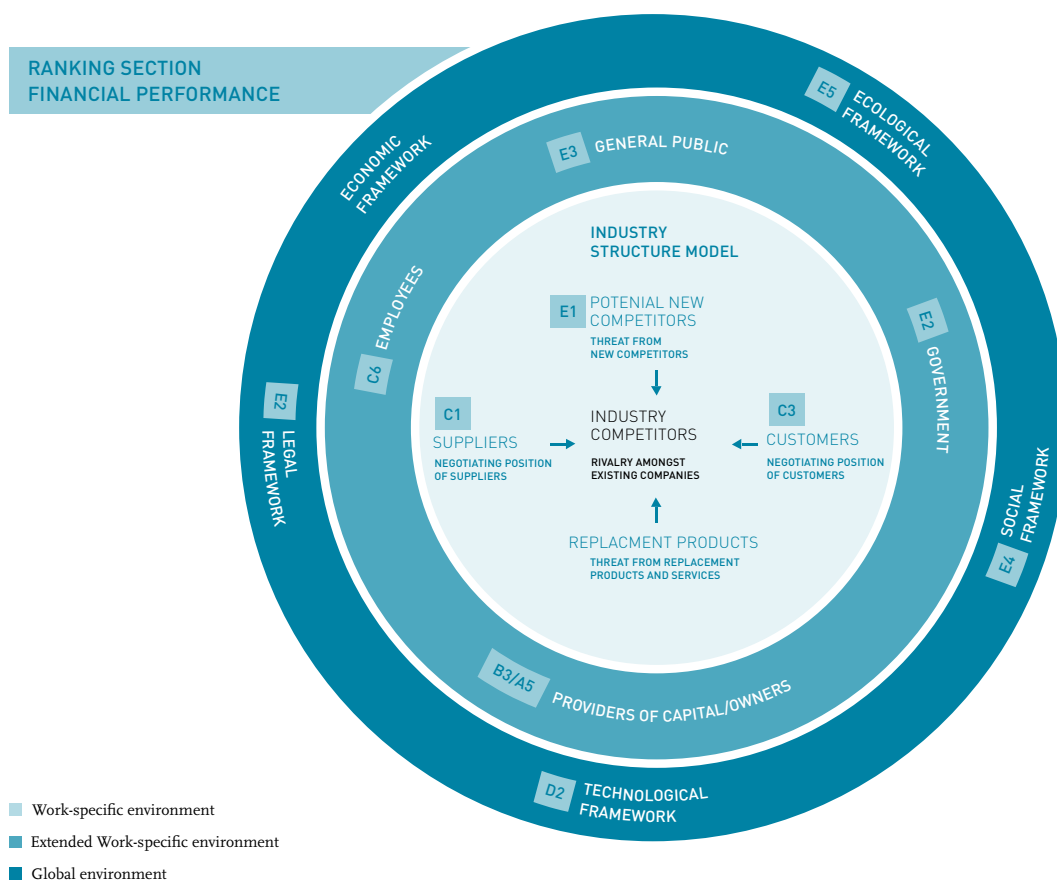 RANKING SECTION
FINANCIAL PERFORMANCE
ECONOMIC
FRAMEWORK
E5
ECOLOGICAL
FRAMEWORK
E3
GENERAL PUBLIC
INDUSTRY
STRUCTURE MODEL
E1
POTENIAL NEW
COMPETITORS
THREAT FROM
NEW COMPETITORS
C6
EMPLOYEES
E2
GOVERNMENT
E2
LEGAL
FRAMEWORK
C1
SUPPLIERS
NEGOTIATING POSITION
OF SUPPLIERS
INDUSTRY
COMPETITORS
RIVALRY AMONGST
EXISTING COMPANIES
C3
CUSTOMERS
NEGOTIATING POSITION
OF CUSTOMERS
E4
SOCIAL
FRAMEWORK
REPLACMENT PRODUCTS
THREAT FROM REPLACEMENT
PRODUCTS AND SERVICES
B3/A5
PROVIDERS OF CAPITAL/OWNERS
D2
TECHNOLOGICAL
FRAMEWORK
Work-specific environment
Extended Work-specific environment
Global environment